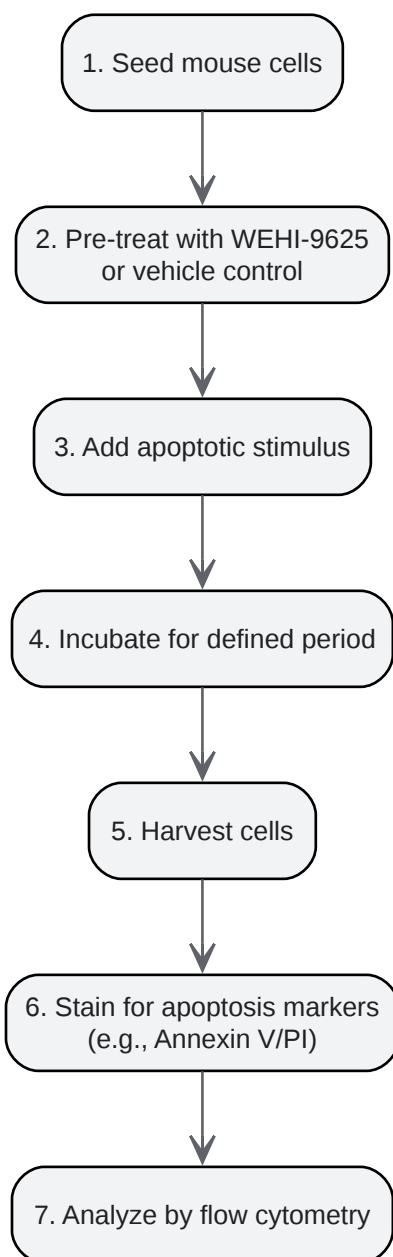 1. Seed mouse cells
2. Pre-treat with WEHI-9625
or vehicle control
3. Add apoptotic stimulus
4. Incubate for defined period
5. Harvest cells
6. Stain for apoptosis markers
(e.g., Annexin V/PI)
7. Analyze by flow cytometry